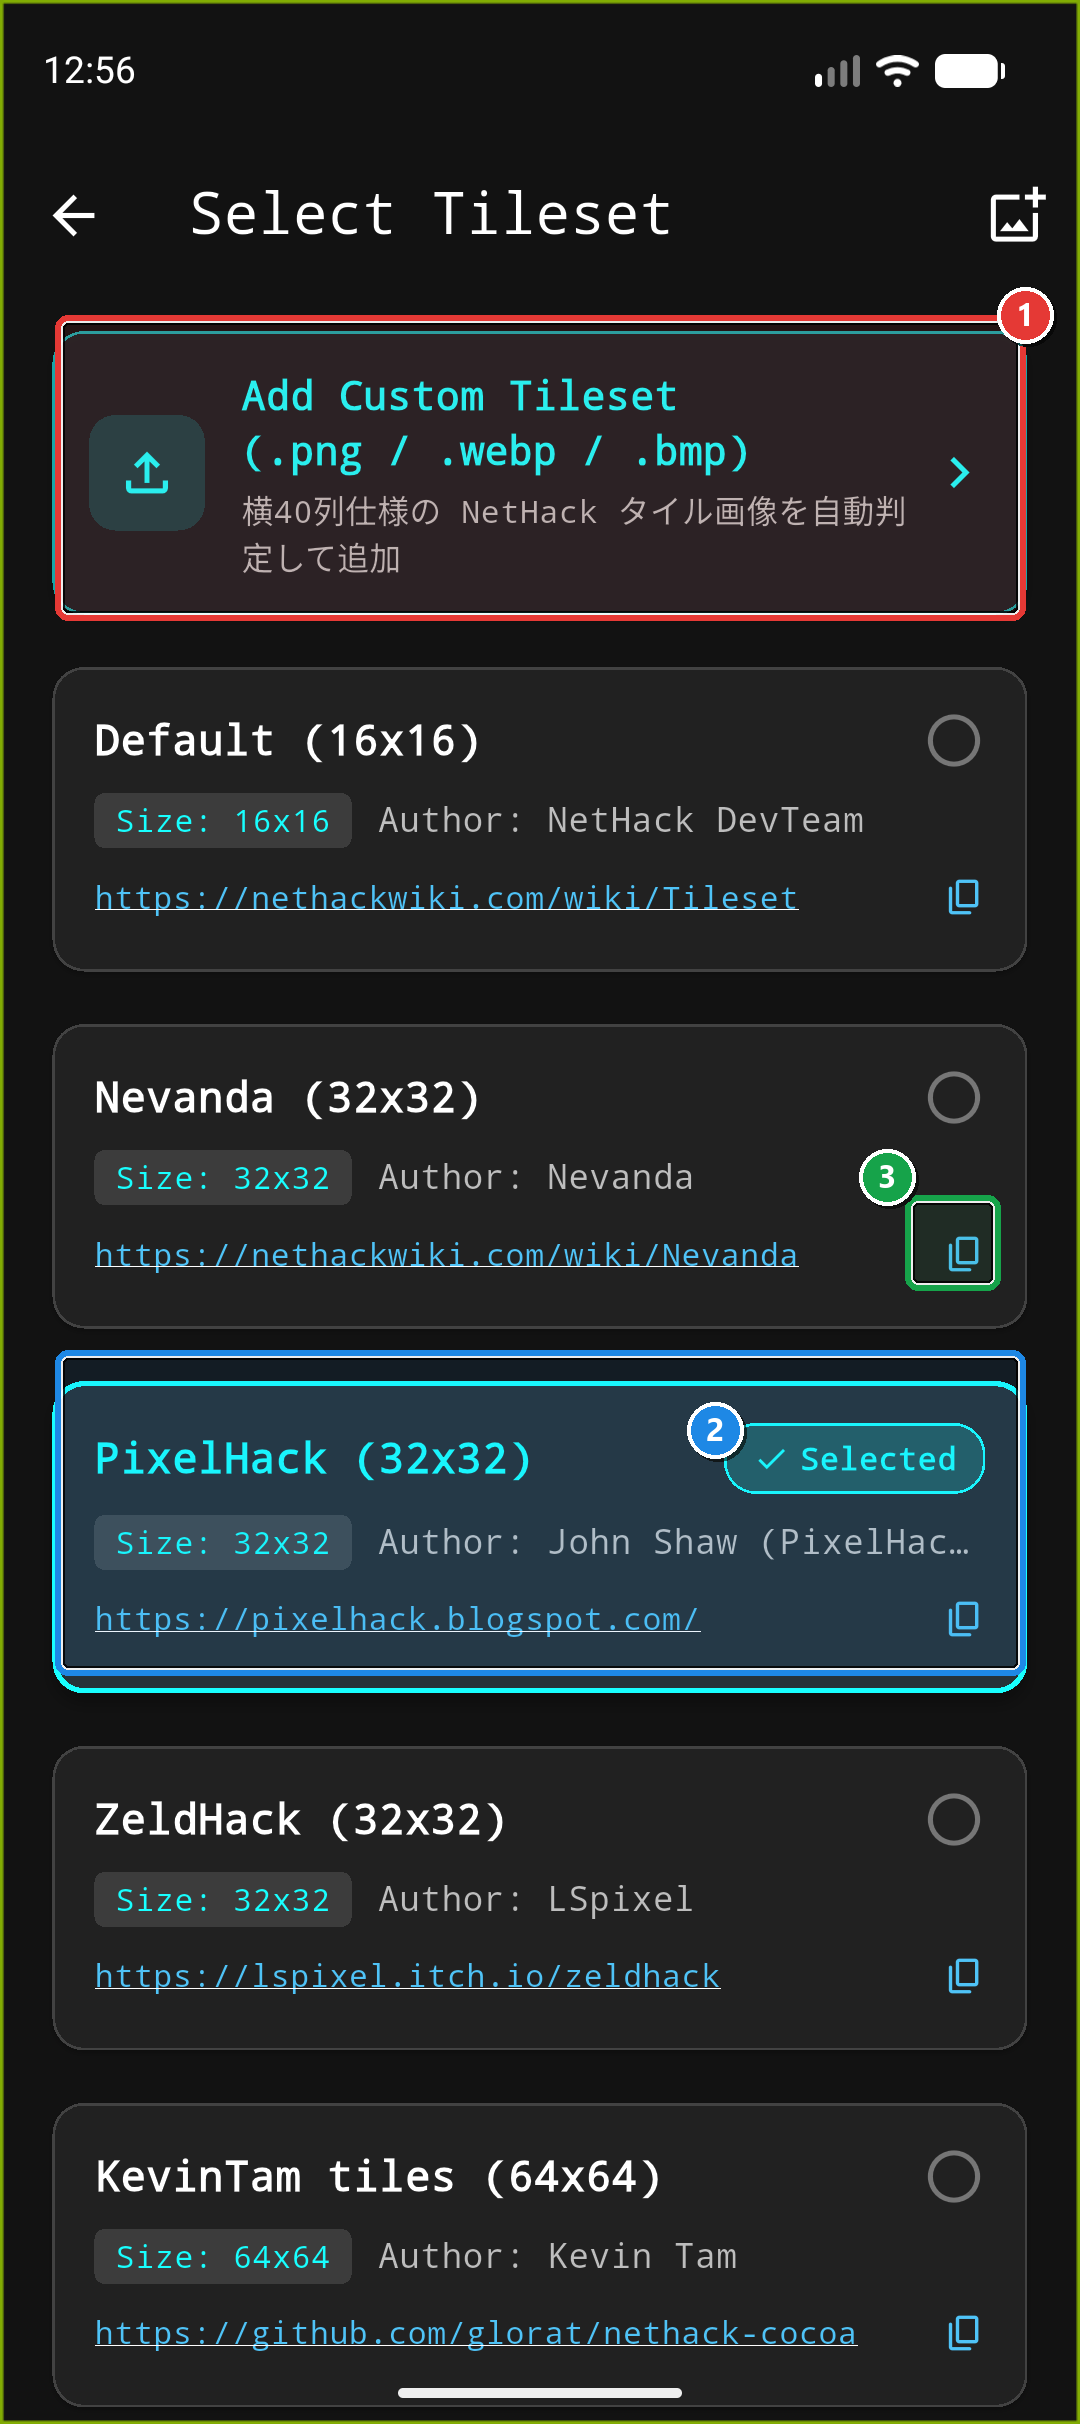 12:56
Select Tileset
1
Add Custom Tileset
(.png / .webp / .bmp)
横40列仕様の NetHack タイル画像を自動判
定して追加
Default (16x16)
Size: 16x16 Author: NetHack DevTeam
https://nethackwiki.com/wiki/Tileset
Nevanda (32x32)
Size: 32x32 Author: Nevanda
3
https://nethackwiki.com/wiki/Nevanda
2
PixelHack (32x32) Selected
Size: 32x32 Author: John Shaw (PixelHac…
https://pixelhack.blogspot.com/
ZeldHack (32x32)
Size: 32x32 Author: LSpixel
https://lspixel.itch.io/zeldhack
KevinTam tiles (64x64)
Size: 64x64 Author: Kevin Tam
https://github.com/glorat/nethack-cocoa